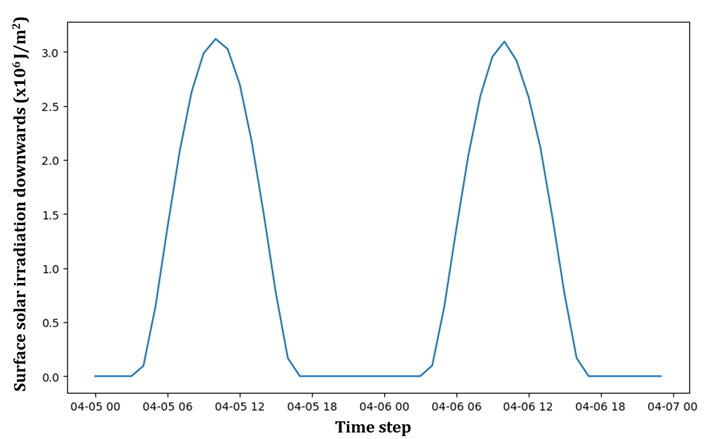 Surface solar irradiation downwards (x10⁶ J/m²)
3.0
2.5
2.0
1.5
1.0
0.5
0.0
04-05 00 04-05 06 04-05 12 04-05 18 04-06 00 04-06 06 04-06 12 04-06 18 04-07 00
Time step